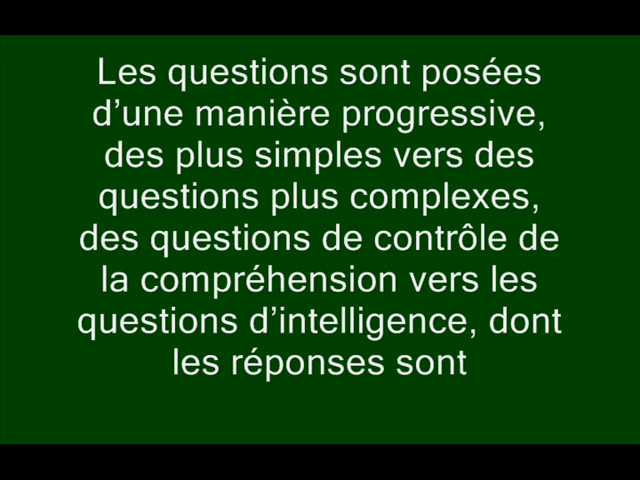 Les questions sont posées
d’une manière progressive,
des plus simples vers des
questions plus complexes,
des questions de contrôle de
la compréhension vers les
questions d’intelligence, dont
les réponses sont